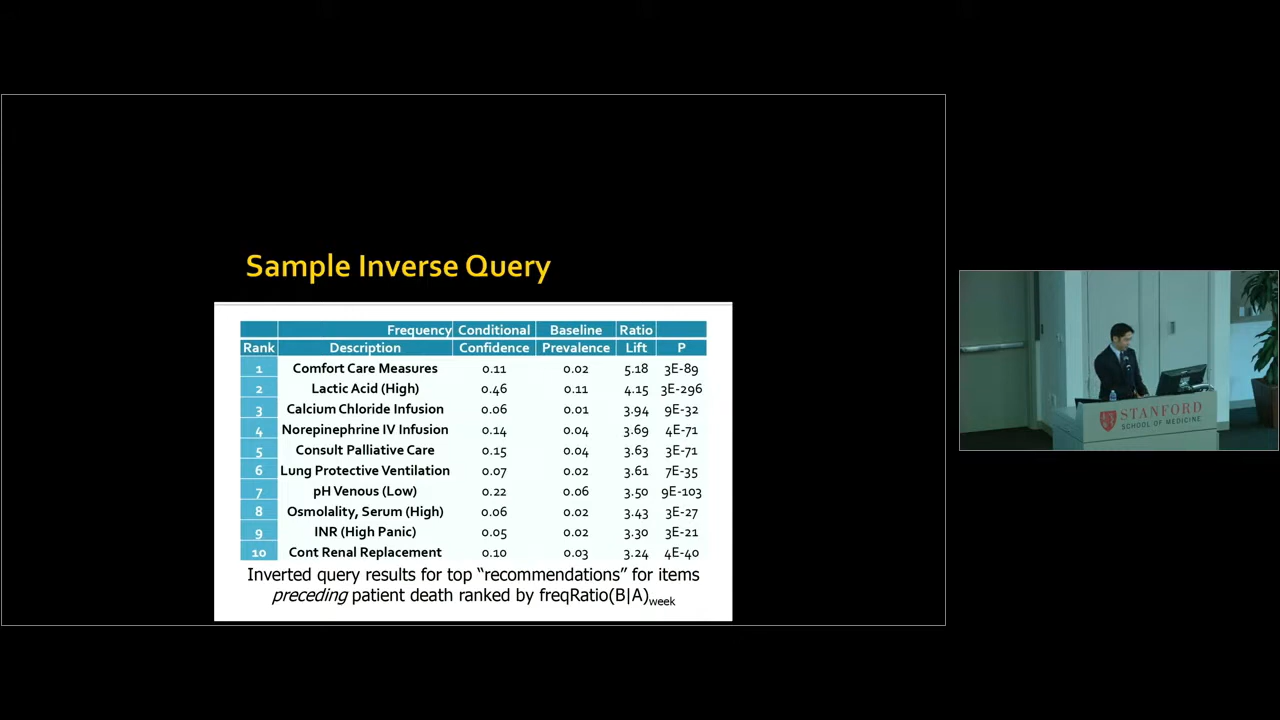 Sample Inverse Query
Frequency Conditional Baseline Ratio
Rank Description Confidence Prevalence Lift P
1 Comfort Care Measures 0.11 0.02 5.18 3E-89
2 Lactic Acid (High) 0.46 0.11 4.15 3E-296
3 Calcium Chloride Infusion 0.06 0.01 3.94 9E-32
4 Norepinephrine IV Infusion 0.14 0.04 3.69 4E-71
5 Consult Palliative Care 0.15 0.04 3.63 3E-71
6 Lung Protective Ventilation 0.07 0.02 3.61 7E-35
7 pH Venous (Low) 0.22 0.06 3.50 9E-103
8 Osmolality, Serum (High) 0.06 0.02 3.43 3E-27
9 INR (High Panic) 0.05 0.02 3.30 3E-21
10 Cont Renal Replacement 0.10 0.03 3.24 4E-40
Inverted query results for top “recommendations” for items
preceding patient death ranked by freqRatio(B|A)week
STANFORD
SCHOOL OF MEDICINE